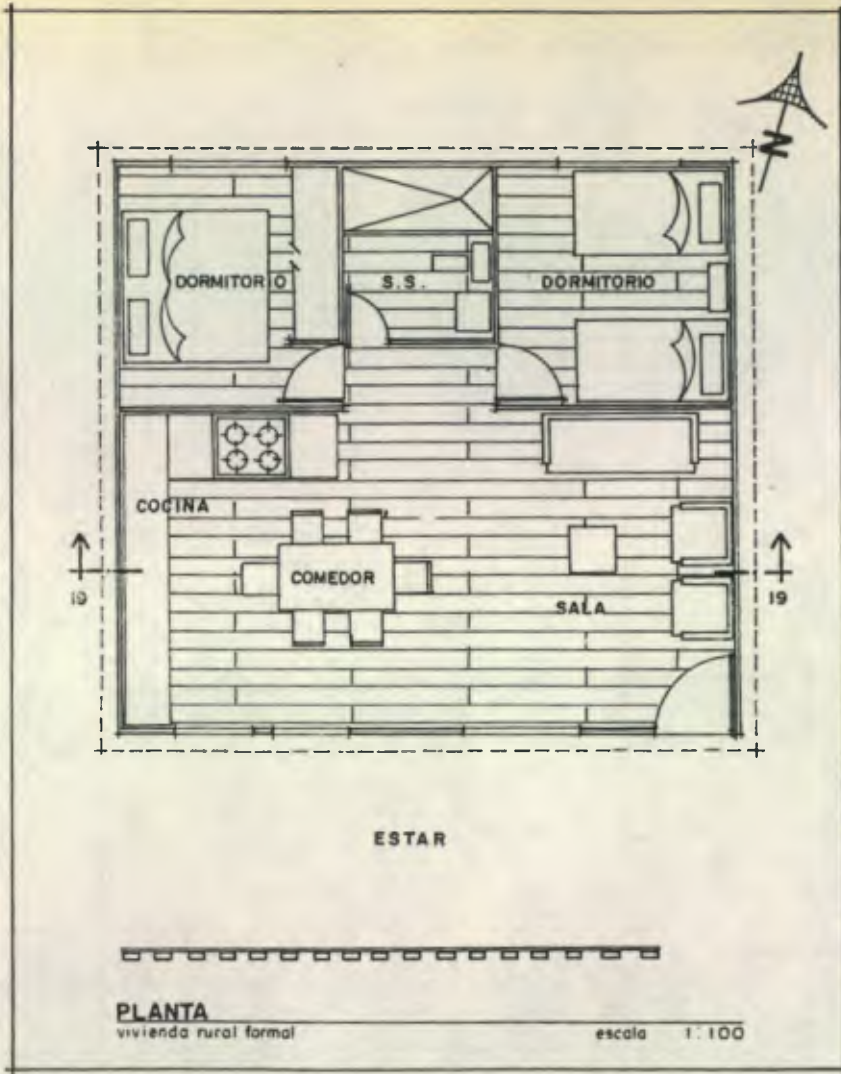 N
DORMITORIO S.S. DORMITORIO
COCINA
COMEDOR
SALA
19 19
ESTAR
PLANTA
vivienda rural formal escala 1:100